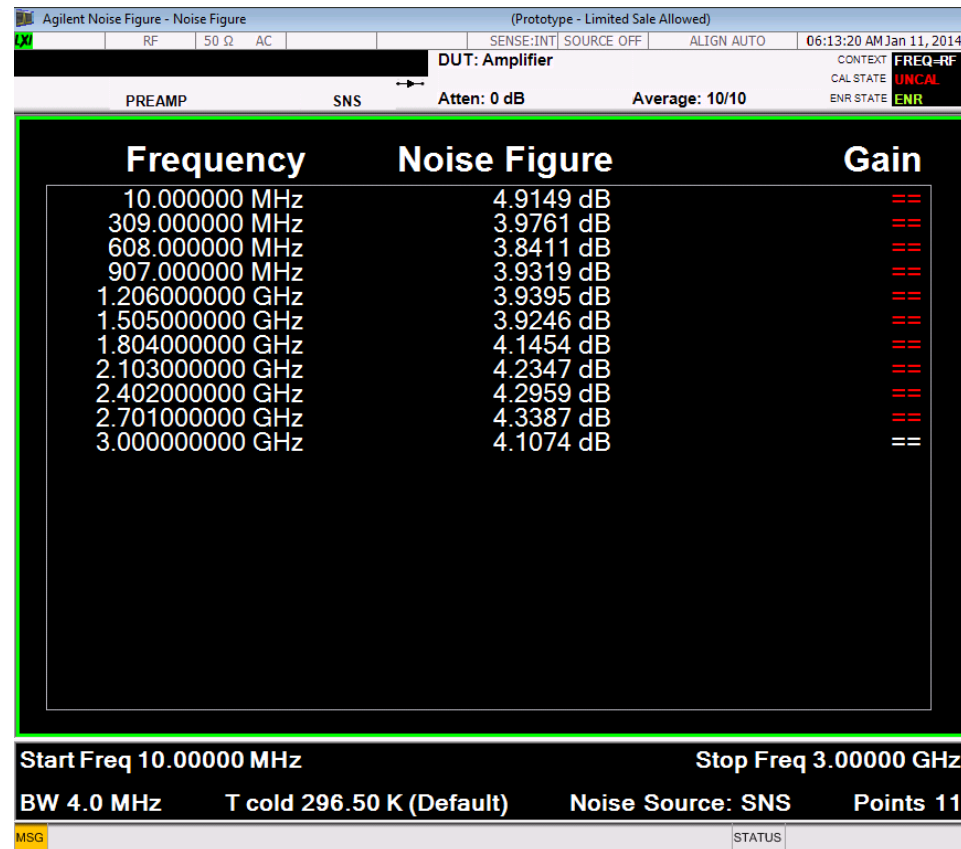 Agilent Noise Figure - Noise Figure (Prototype - Limited Sale Allowed)
LXI RF 50 Ω AC SENSE:INT SOURCE OFF ALIGN AUTO 06:13:20 AM Jan 11, 2014
DUT: Amplifier CONTEXT FREQ=RF
CAL STATE UNCAL
PREAMP SNS Atten: 0 dB Average: 10/10 ENR STATE ENR
Frequency Noise Figure Gain
10.000000 MHz 4.9149 dB ==
309.000000 MHz 3.9761 dB ==
608.000000 MHz 3.8411 dB ==
907.000000 MHz 3.9319 dB ==
1.206000000 GHz 3.9395 dB ==
1.505000000 GHz 3.9246 dB ==
1.804000000 GHz 4.1454 dB ==
2.103000000 GHz 4.2347 dB ==
2.402000000 GHz 4.2959 dB ==
2.701000000 GHz 4.3387 dB ==
3.000000000 GHz 4.1074 dB ==
Start Freq 10.00000 MHz Stop Freq 3.00000 GHz
BW 4.0 MHz T cold 296.50 K (Default) Noise Source: SNS Points 11
MSG STATUS